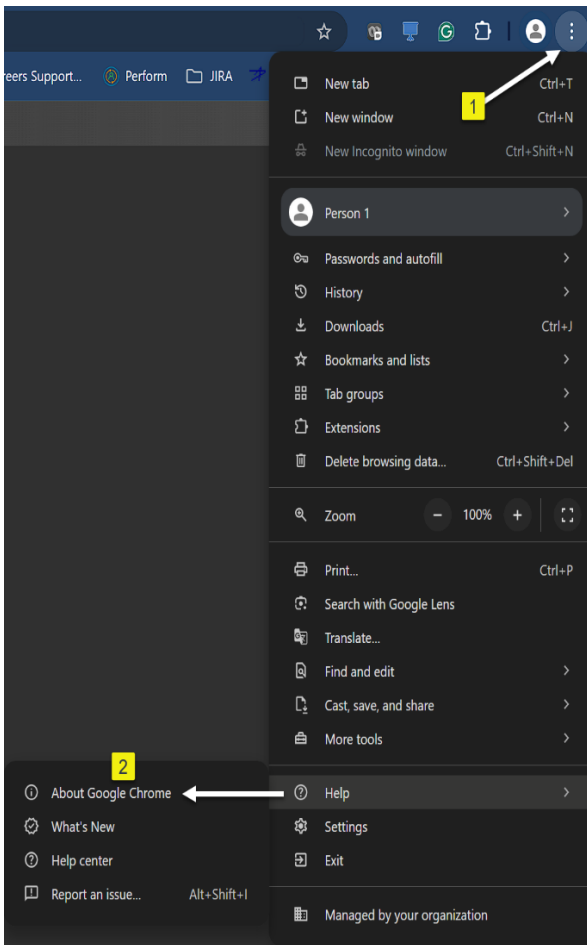 reers Support... Perform JIRA
1
New tab Ctrl+T
New window Ctrl+N
New Incognito window Ctrl+Shift+N
Person 1
Passwords and autofill
History
Downloads Ctrl+J
Bookmarks and lists
Tab groups
Extensions
Delete browsing data... Ctrl+Shift+Del
Zoom - 100% +
Print... Ctrl+P
Search with Google Lens
Translate...
Find and edit
Cast, save, and share
More tools
Help
Settings
Exit
Managed by your organization
2
About Google Chrome
What's New
Help center
Report an issue... Alt+Shift+I